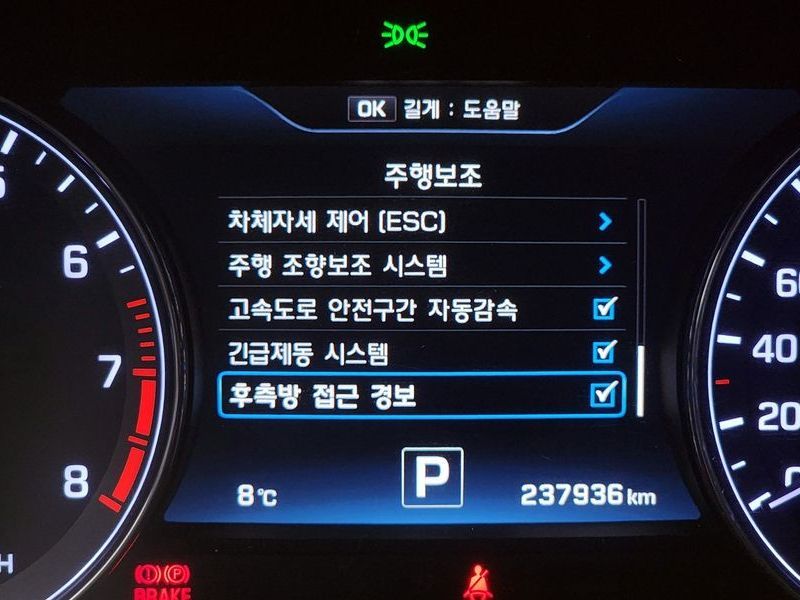 OK 길게 : 도움말
주행보조
차체자세 제어 (ESC)
주행 조향보조 시스템
고속도로 안전구간 자동감속
긴급제동 시스템
후측방 접근 경보
P
8℃
237936 km
6
7
8
60
40
20
0
H
(!) (P)
BRAKE